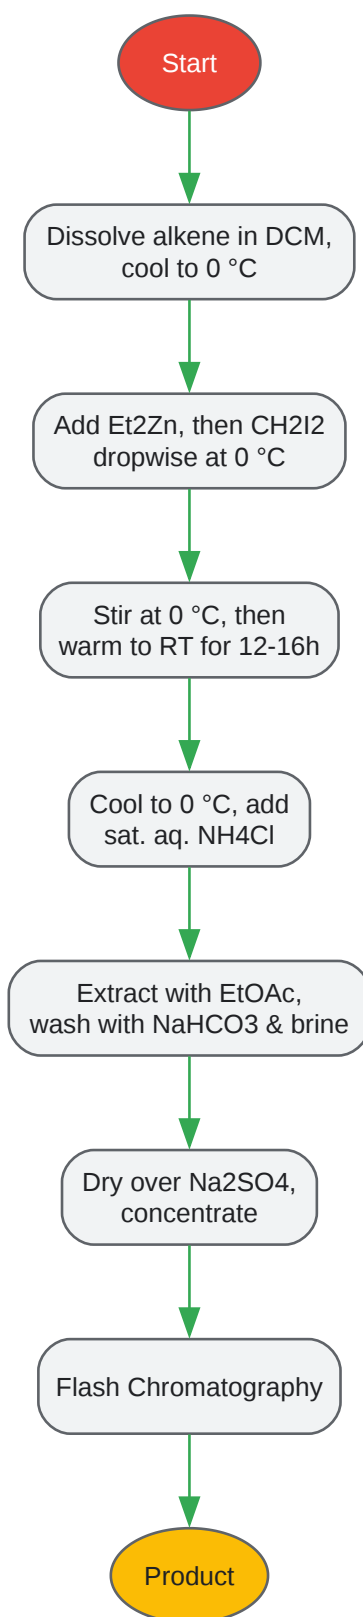 Start
Dissolve alkene in DCM,
cool to 0 °C
Add Et2Zn, then CH2I2
dropwise at 0 °C
Stir at 0 °C, then
warm to RT for 12-16h
Cool to 0 °C, add
sat. aq. NH4Cl
Extract with EtOAc,
wash with NaHCO3 & brine
Dry over Na2SO4,
concentrate
Flash Chromatography
Product